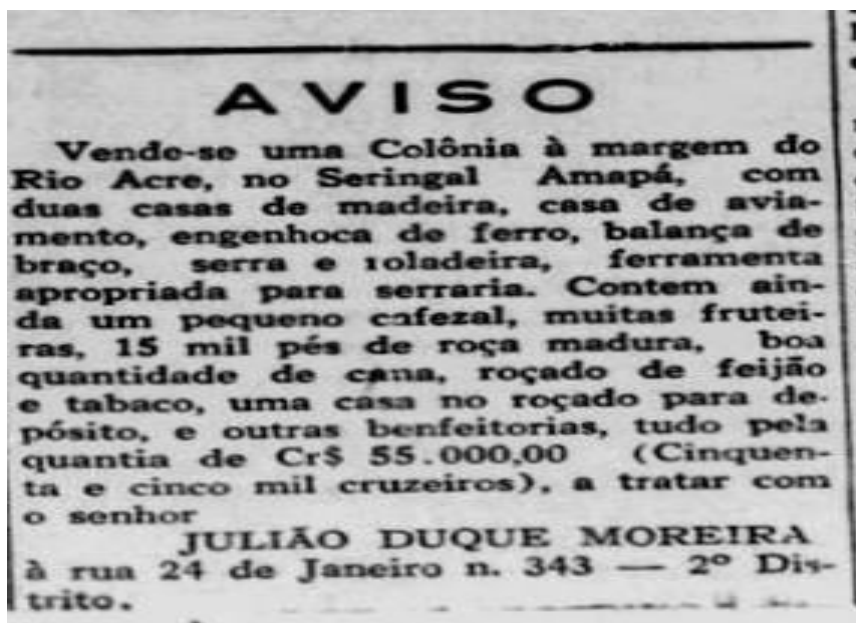 AVISO
Vende-se uma Colônia à margem do
Rio Acre, no Seringal Amapá, com
duas casas de madeira, casa de avia-
mento, engenhoca de ferro, balança de
braço, serra e roladeira, ferramenta
apropriada para serraria. Contem ain-
da um pequeno cafezal, muitas frutei-
ras, 15 mil pés de roça madura, boa
quantidade de cana, roçado de feijão
e tabaco, uma casa no roçado para de-
pósito, e outras benfeitorias, tudo pela
quantia de Cr$ 55.000,00 (Cinquen-
ta e cinco mil cruzeiros), a tratar com
o senhor
JULIÃO DUQUE MOREIRA
à rua 24 de Janeiro n. 343 — 2º Dis-
trito.